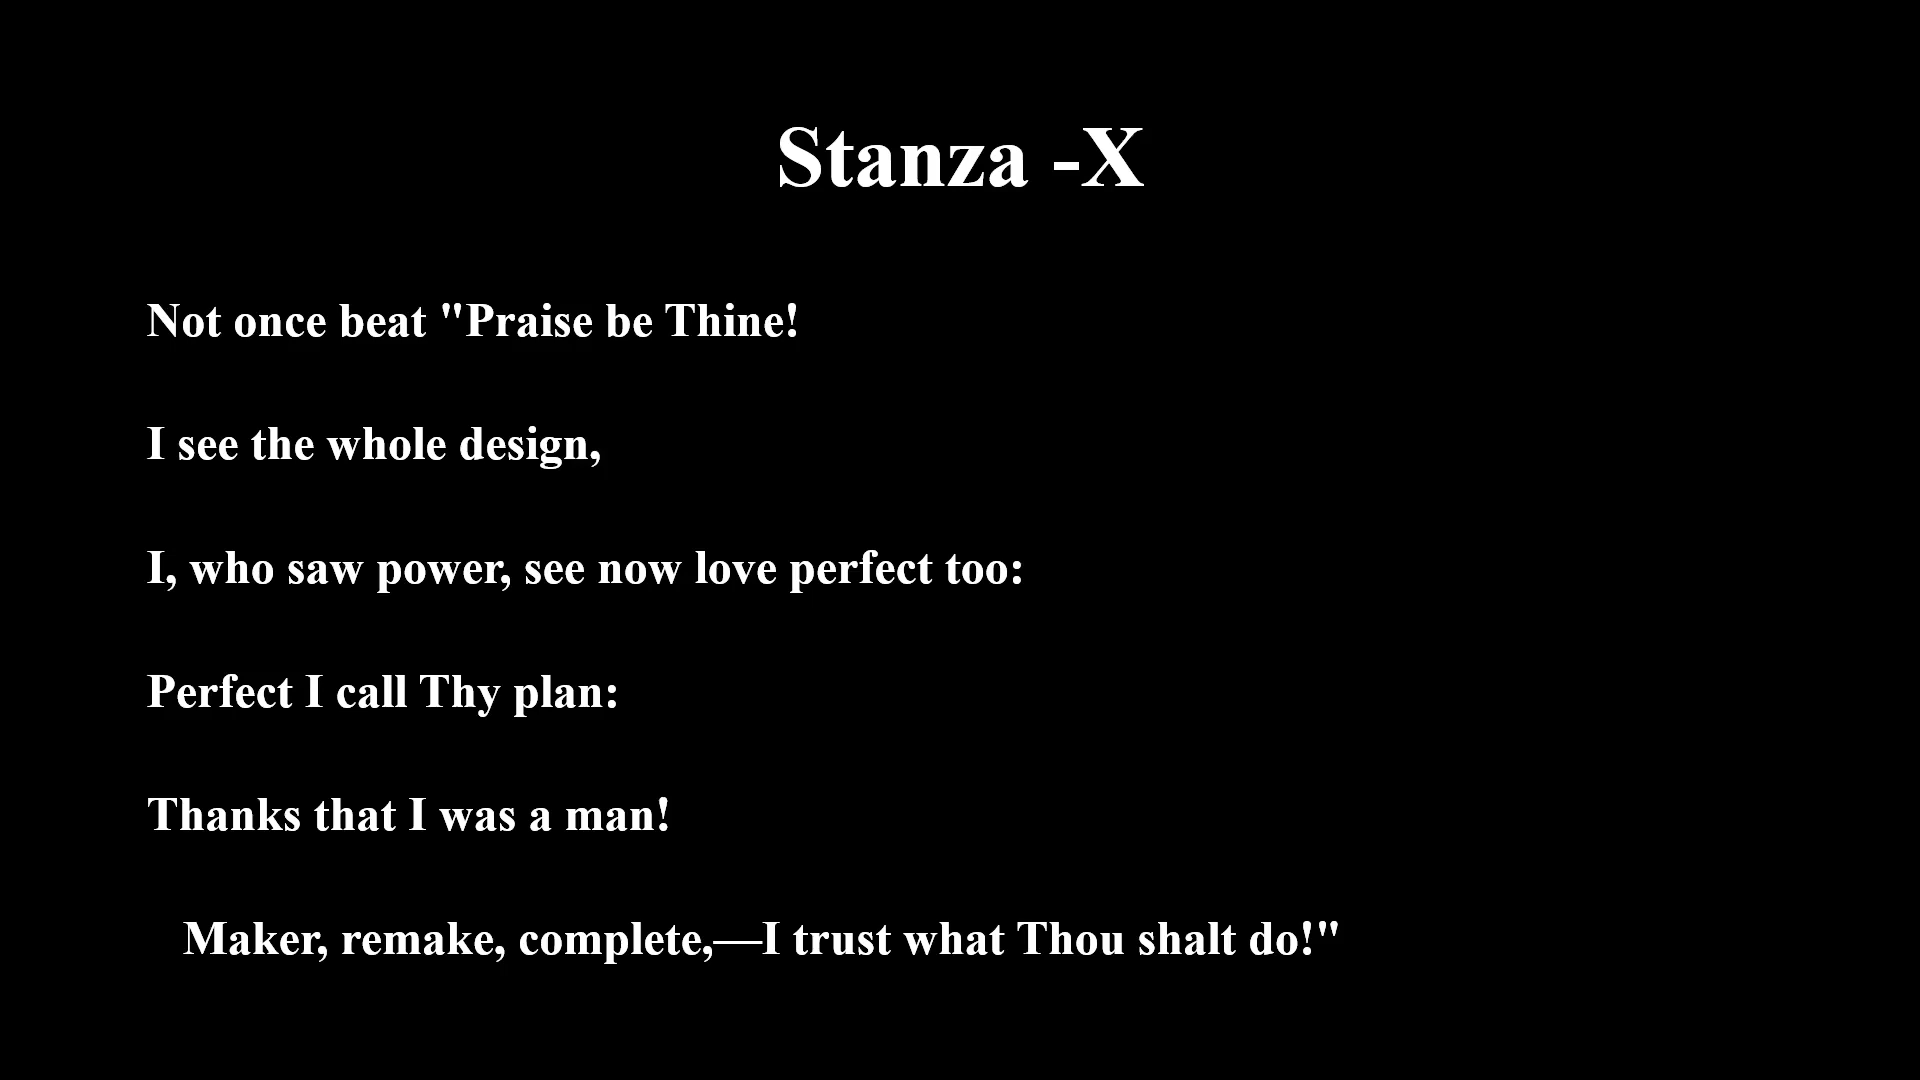 Stanza -X
Not once beat "Praise be Thine!
I see the whole design,
I, who saw power, see now love perfect too:
Perfect I call Thy plan:
Thanks that I was a man!
Maker, remake, complete,—I trust what Thou shalt do!"